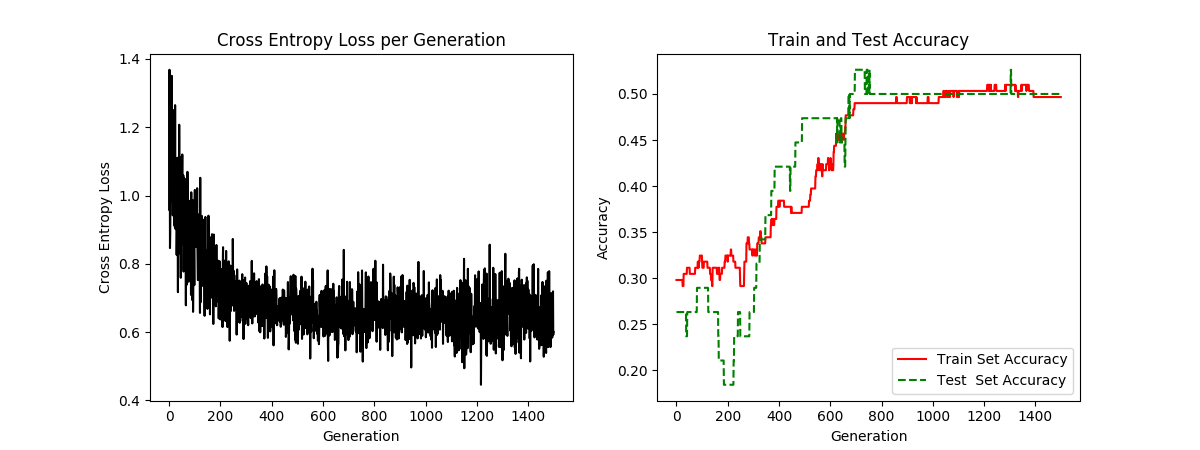 Cross Entropy Loss per Generation
Cross Entropy Loss
1.4
1.2
1.0
0.8
0.6
0.4
0 200 400 600 800 1000 1200 1400
Generation
Train and Test Accuracy
Accuracy
0.50
0.45
0.40
0.35
0.30
0.25
0.20
Train Set Accuracy
Test  Set Accuracy
0 200 400 600 800 1000 1200 1400
Generation